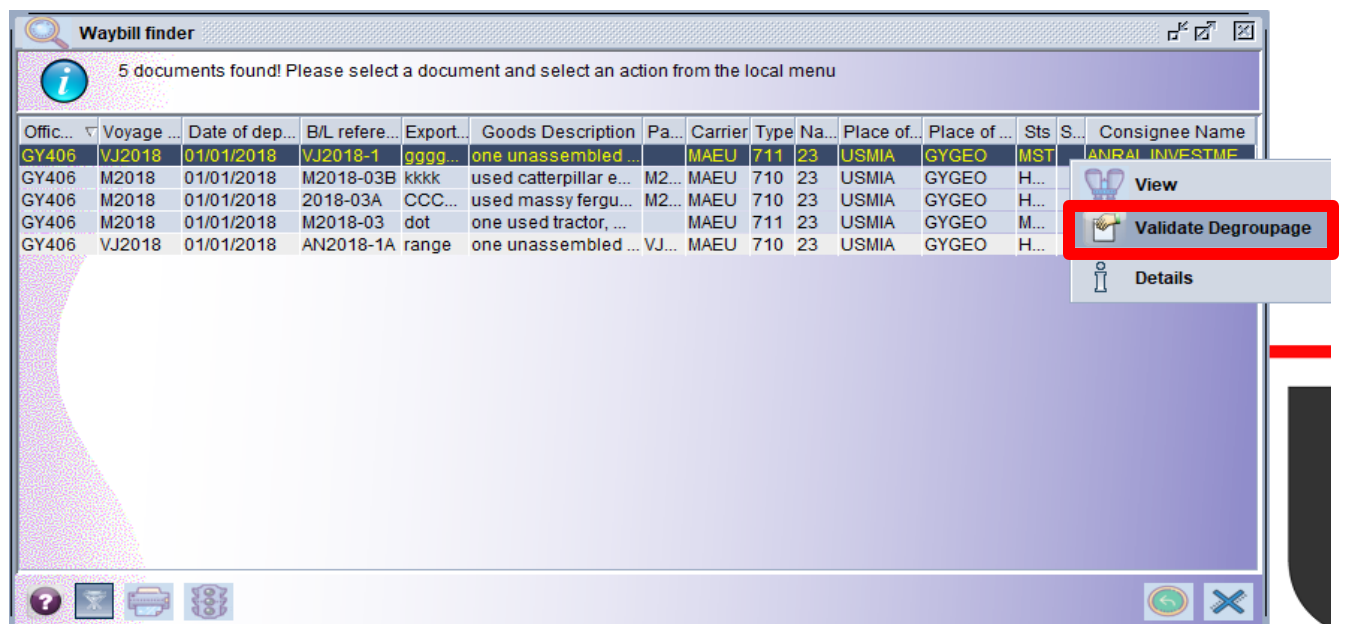 Waybill finder
5 documents found! Please select a document and select an action from the local menu
Offic... Voyage ... Date of dep... B/L refere... Export... Goods Description Pa... Carrier Type Na... Place of... Place of ... Sts S... Consignee Name
GY406 VJ2018 01/01/2018 VJ2018-1 gggg... one unassembled ... MAEU 711 23 USMIA GYGEO MST ANRAL INVESTME
GY406 M2018 01/01/2018 M2018-03B kkkk used catterpillar e... M2... MAEU 710 23 USMIA GYGEO H...
GY406 M2018 01/01/2018 2018-03A CCC... used massy fergu... M2... MAEU 710 23 USMIA GYGEO H...
GY406 M2018 01/01/2018 M2018-03 dot one used tractor, ... MAEU 711 23 USMIA GYGEO M...
GY406 VJ2018 01/01/2018 AN2018-1A range one unassembled ... VJ... MAEU 710 23 USMIA GYGEO H...
View
Validate Degroupage
Details